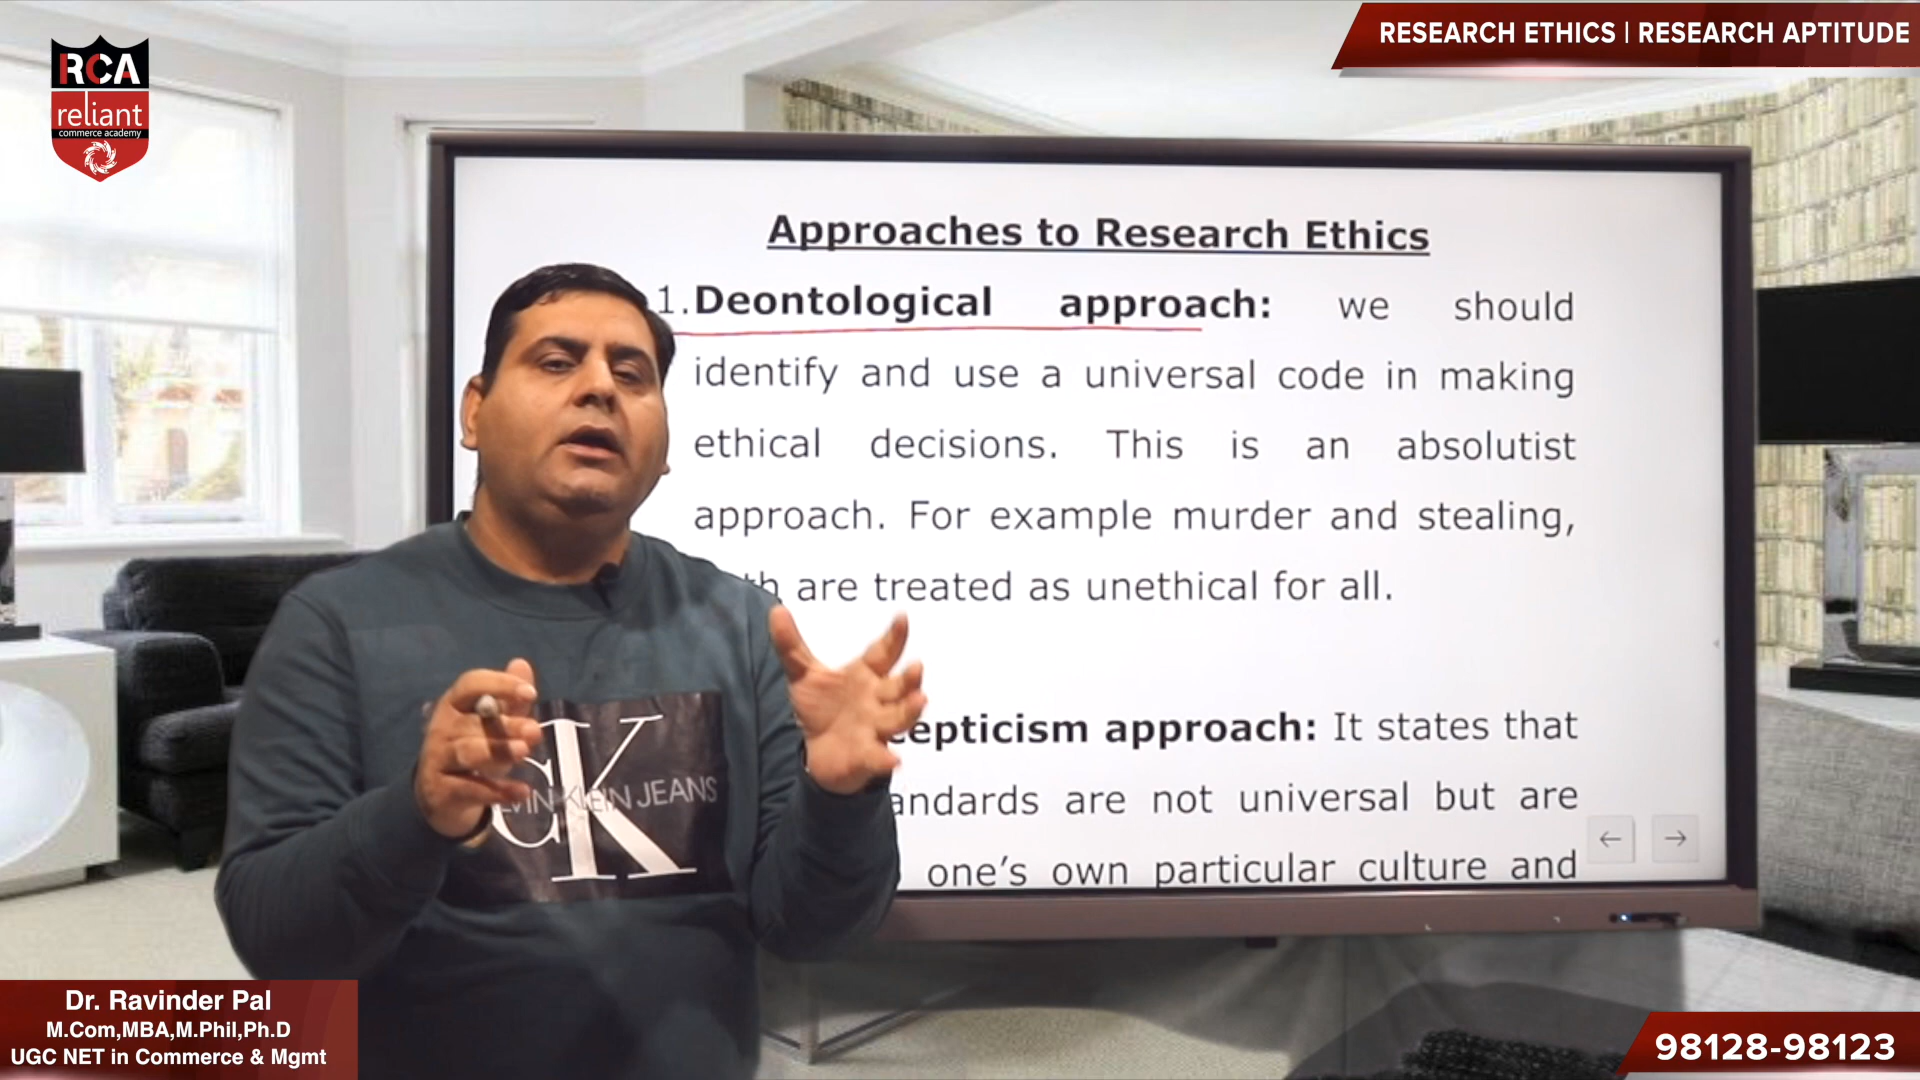 RCA
reliant
commerce academy
RESEARCH ETHICS | RESEARCH APTITUDE
Approaches to Research Ethics
1. Deontological approach: we should
identify and use a universal code in making
ethical decisions. This is an absolutist
approach. For example murder and stealing,
are treated as unethical for all.
approach: It states that
are not universal but are
one's own particular culture and
CK
KLEIN JEANS
Dr. Ravinder Pal
M.Com,MBA,M.Phil,Ph.D
UGC NET in Commerce & Mgmt
98128-98123